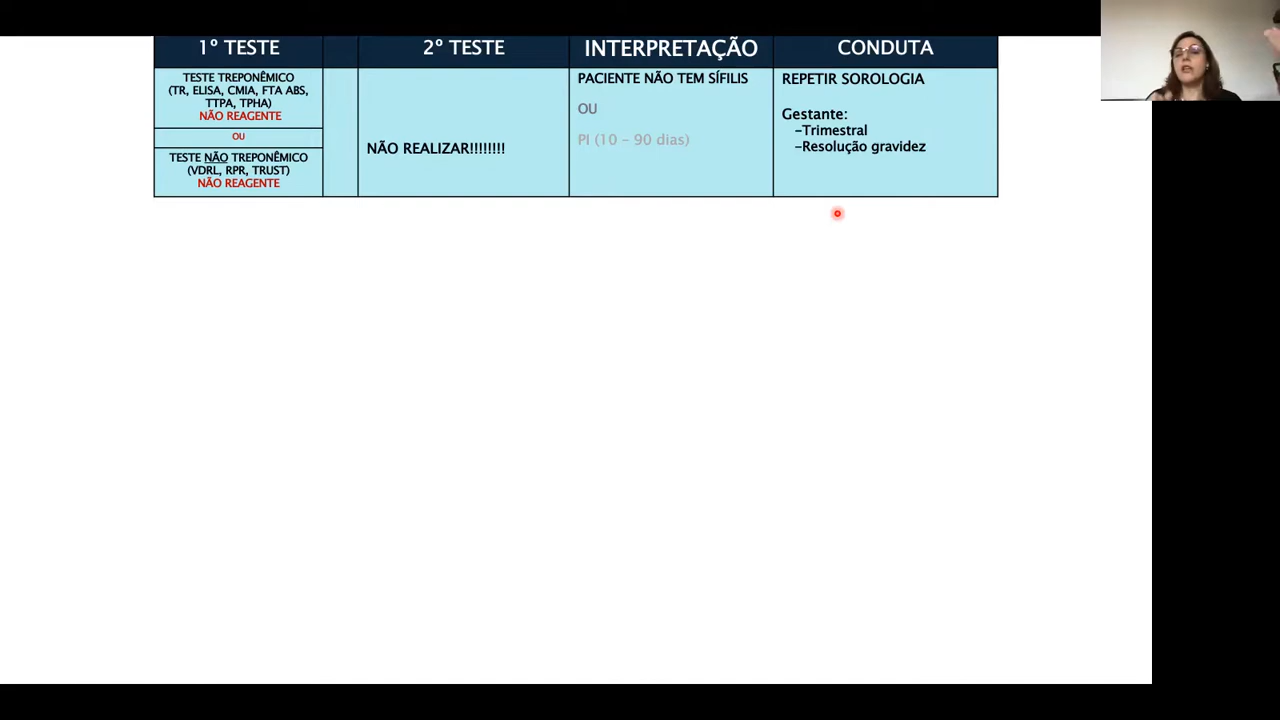 1º TESTE
2º TESTE
INTERPRETAÇÃO
CONDUTA
TESTE TREPONÊMICO
(TR, ELISA, CMIA, FTA ABS,
TTPA, TPHA)
NÃO REAGENTE
OU
TESTE NÃO TREPONÊMICO
(VDRL, RPR, TRUST)
NÃO REAGENTE
NÃO REALIZAR!!!!!!!!
PACIENTE NÃO TEM SÍFILIS
OU
PI (10 – 90 dias)
REPETIR SOROLOGIA
Gestante:
–Trimestral
–Resolução gravidez